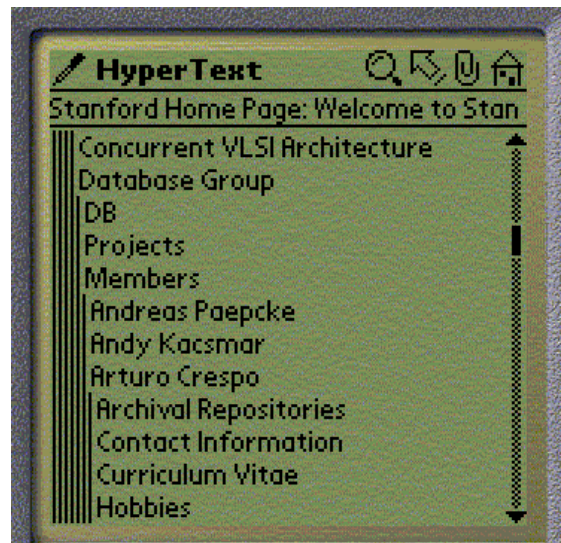 HyperText
Stanford Home Page: Welcome to Stan
Concurrent VLSI Architecture
Database Group
DB
Projects
Members
Andreas Paepcke
Andy Kacsmar
Arturo Crespo
Archival Repositories
Contact Information
Curriculum Vitae
Hobbies